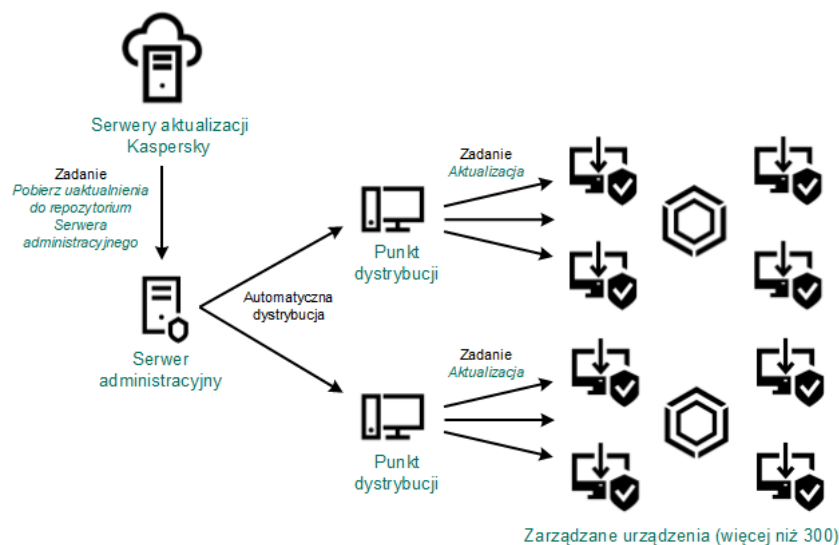 Serwery aktualizacji
Kaspersky
Zadanie
Pobierz uaktualnienia
do repozytorium
Serwera
administracyjnego
Serwer
administracyjny
Automatyczna
dystrybucja
Punkt
dystrybucji
Zadanie
Aktualizacja
Punkt
dystrybucji
Zadanie
Aktualizacja
Zarządzane urządzenia (więcej niż 300)